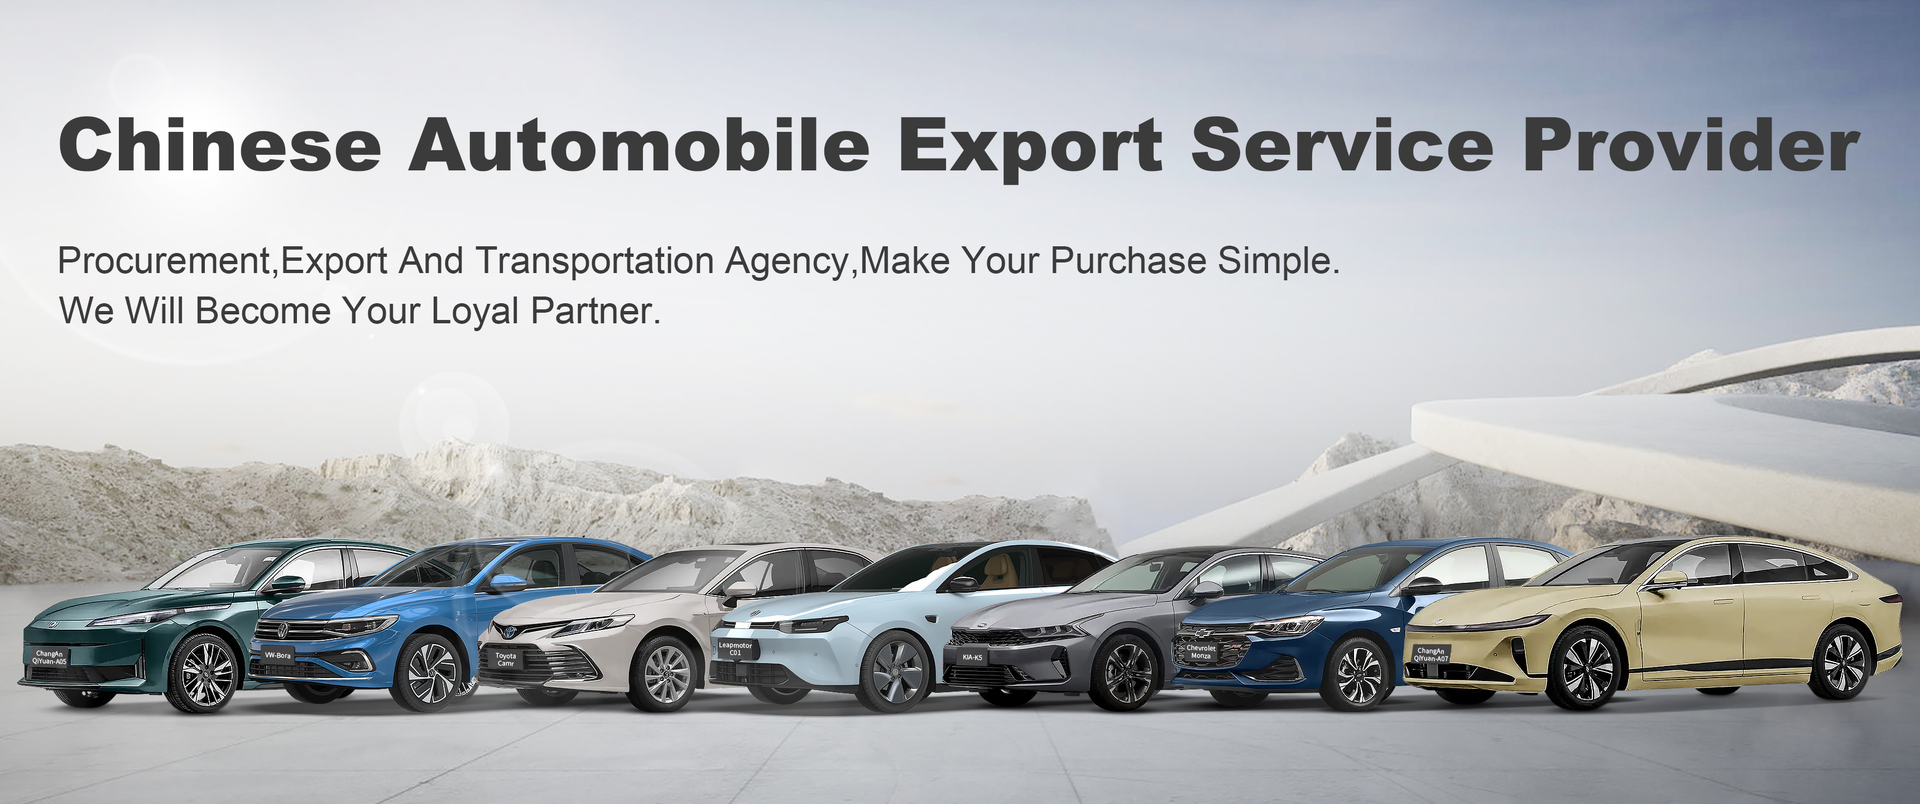 Chinese Automobile Export Service Provider
Procurement,Export And Transportation Agency,Make Your Purchase Simple.
We Will Become Your Loyal Partner.
ChangAn
QiYuan-A05
VW-Bora
Toyota
Camr
Leapmotor
C01
KIA-K5
Chevrolet
Monza
ChangAn
QiYuan-A07